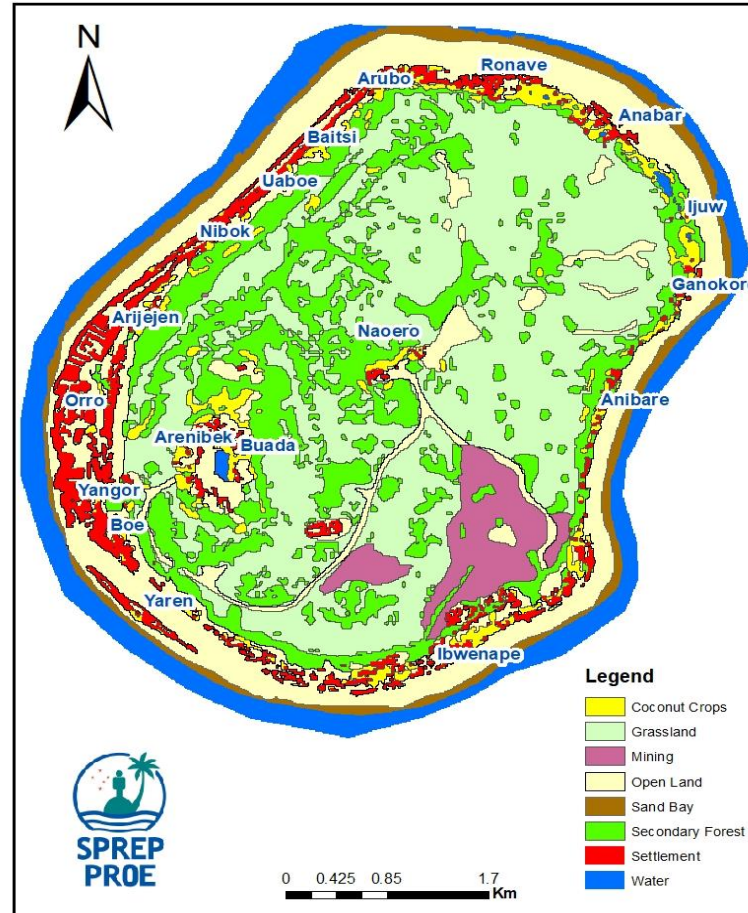 N
Ronave
Arubo
Anabar
Baitsi
Uaboe
Ijuw
Nibok
Ganokoro
Arijejen
Naoero
Orro
Anibare
Arenibek
Buada
Yangor
Boe
Yaren
Ibwenape
Legend
Coconut Crops
Grassland
Mining
Open Land
Sand Bay
Secondary Forest
Settlement
Water
SPREP
PROE
0 0.425 0.85 1.7
Km